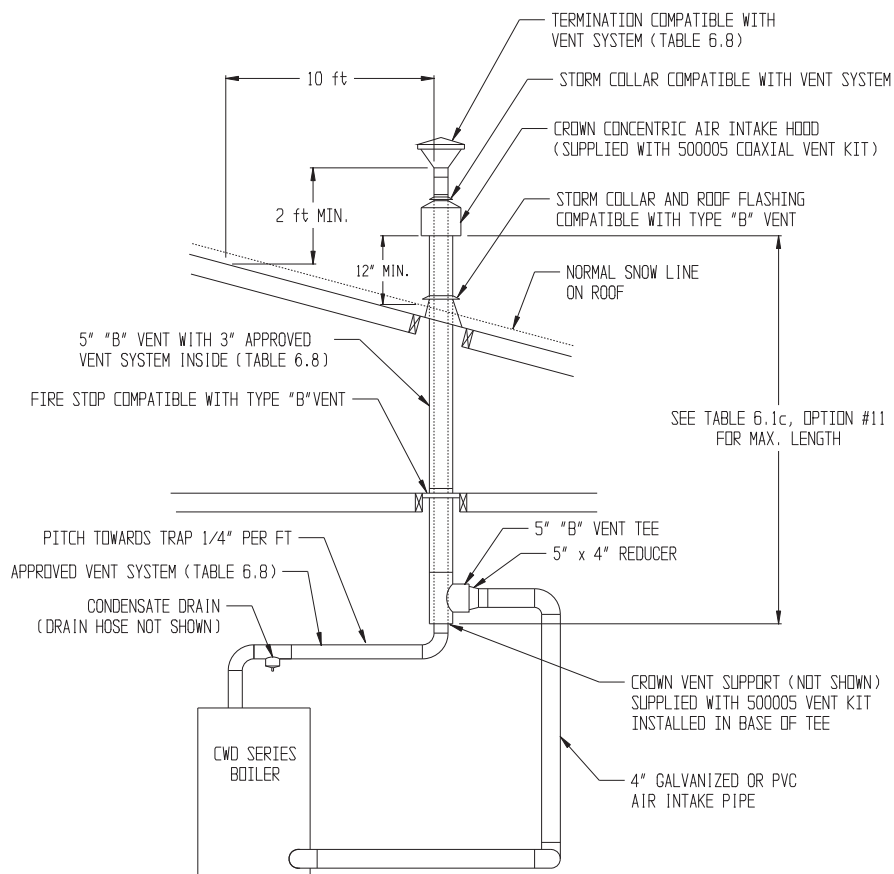 TERMINATION COMPATIBLE WITH
VENT SYSTEM (TABLE 6.8)
10 ft
STORM COLLAR COMPATIBLE WITH VENT SYSTEM
CROWN CONCENTRIC AIR INTAKE HOOD
(SUPPLIED WITH 500005 COAXIAL VENT KIT)
2 ft MIN.
STORM COLLAR AND ROOF FLASHING
COMPATIBLE WITH TYPE "B" VENT
12" MIN.
NORMAL SNOW LINE
ON ROOF
5" "B" VENT WITH 3" APPROVED
VENT SYSTEM INSIDE (TABLE 6.8)
FIRE STOP COMPATIBLE WITH TYPE "B"VENT
SEE TABLE 6.1c, OPTION #11
FOR MAX. LENGTH
5" "B" VENT TEE
5" x 4" REDUCER
PITCH TOWARDS TRAP 1/4" PER FT
APPROVED VENT SYSTEM (TABLE 6.8)
CONDENSATE DRAIN
(DRAIN HOSE NOT SHOWN)
CROWN VENT SUPPORT (NOT SHOWN)
SUPPLIED WITH 500005 VENT KIT
INSTALLED IN BASE OF TEE
CWD SERIES
BOILER
4" GALVANIZED OR PVC
AIR INTAKE PIPE